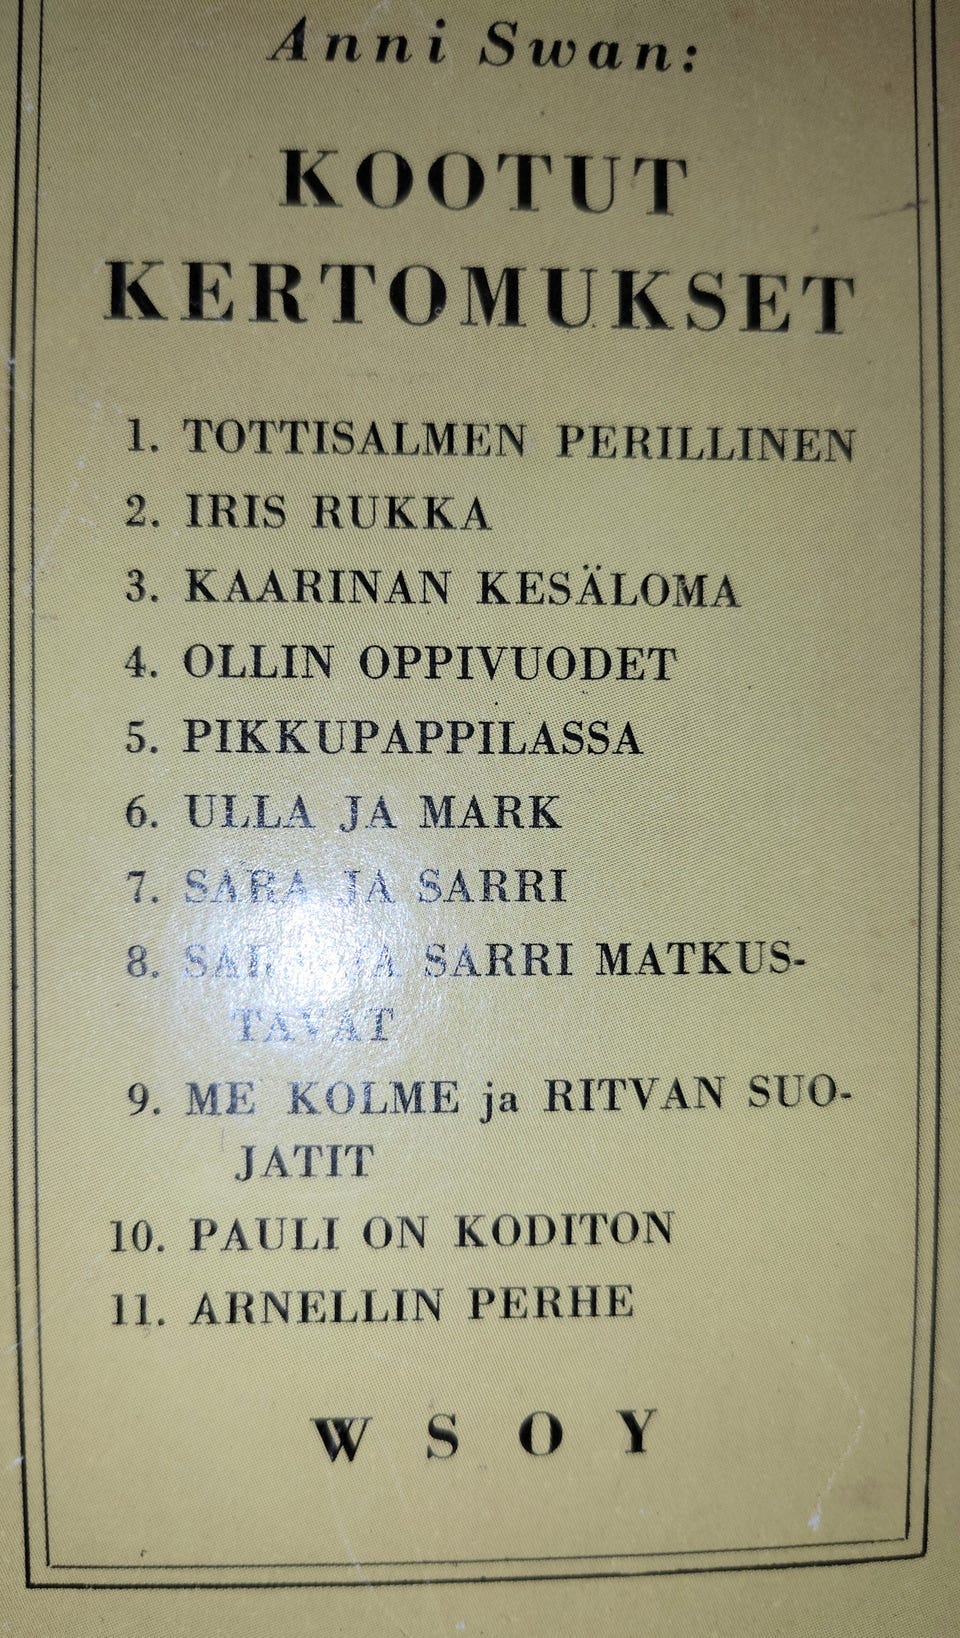 Anni Swan:
KOOTUT
KERTOMUKSET
1. TOTTISALMEN PERILLINEN
2. IRIS RUKKA
3. KAARINAN KESÄLOMA
4. OLLIN OPPIVUODET
5. PIKKUPAPPILASSA
6. ULLA JA MARK
7. SARA JA SARRI
8. SARA JA SARRI MATKUS-
TAVAT
9. ME KOLME ja RITVAN SUO-
JATIT
10. PAULI ON KODITON
11. ARNELLIN PERHE
WSOY